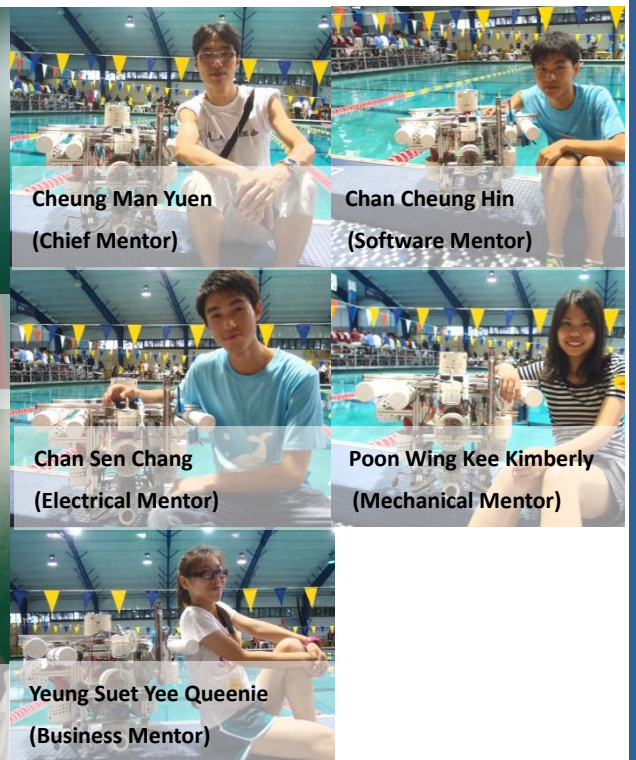 Cheung Man Yuen
(Chief Mentor)
Chan Cheung Hin
(Software Mentor)
Chan Sen Chang
(Electrical Mentor)
Poon Wing Kee Kimberly
(Mechanical Mentor)
Yeung Suet Yee Queenie
(Business Mentor)